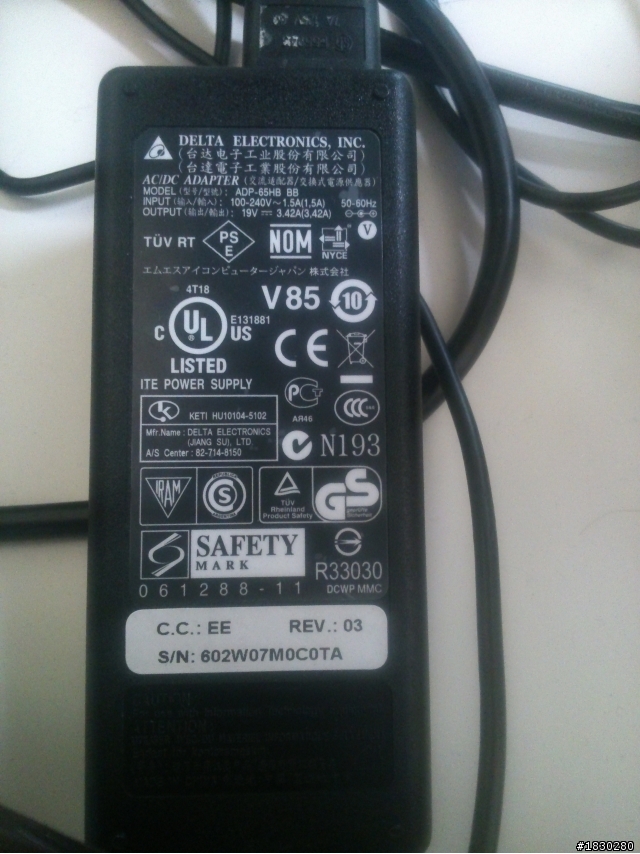 DELTA ELECTRONICS, INC.
(台达电子工业股份有限公司)
(台達電子工業股份有限公司)
AC/DC ADAPTER (交流适配器/交換式電源供應器)
MODEL (型号/型號): ADP-65HB BB
INPUT (输入/輸入): 100-240V~1.5A(1,5A) 50-60Hz
OUTPUT (输出/輸出): 19V 3.42A(3,42A)
TÜV RT PS E NOM NYCE V
エムエスアイコンピュータージャパン 株式会社
4T18
V85 10
C UL US E131881
LISTED
CE
ITE POWER SUPPLY
AR46
CCC
KETI HU10104-5102
Mfr.Name : DELTA ELECTRONICS
(JIANG SU), LTD
A/S Center : 82-714-8150
N193
IRAM
S
TÜV
Rheinland
Product Safety
GS
SAFETY
MARK
R33030
061288-11
DCWP MMC
C.C.: EE REV.: 03
S/N: 602W07M0C0TA
#1830280